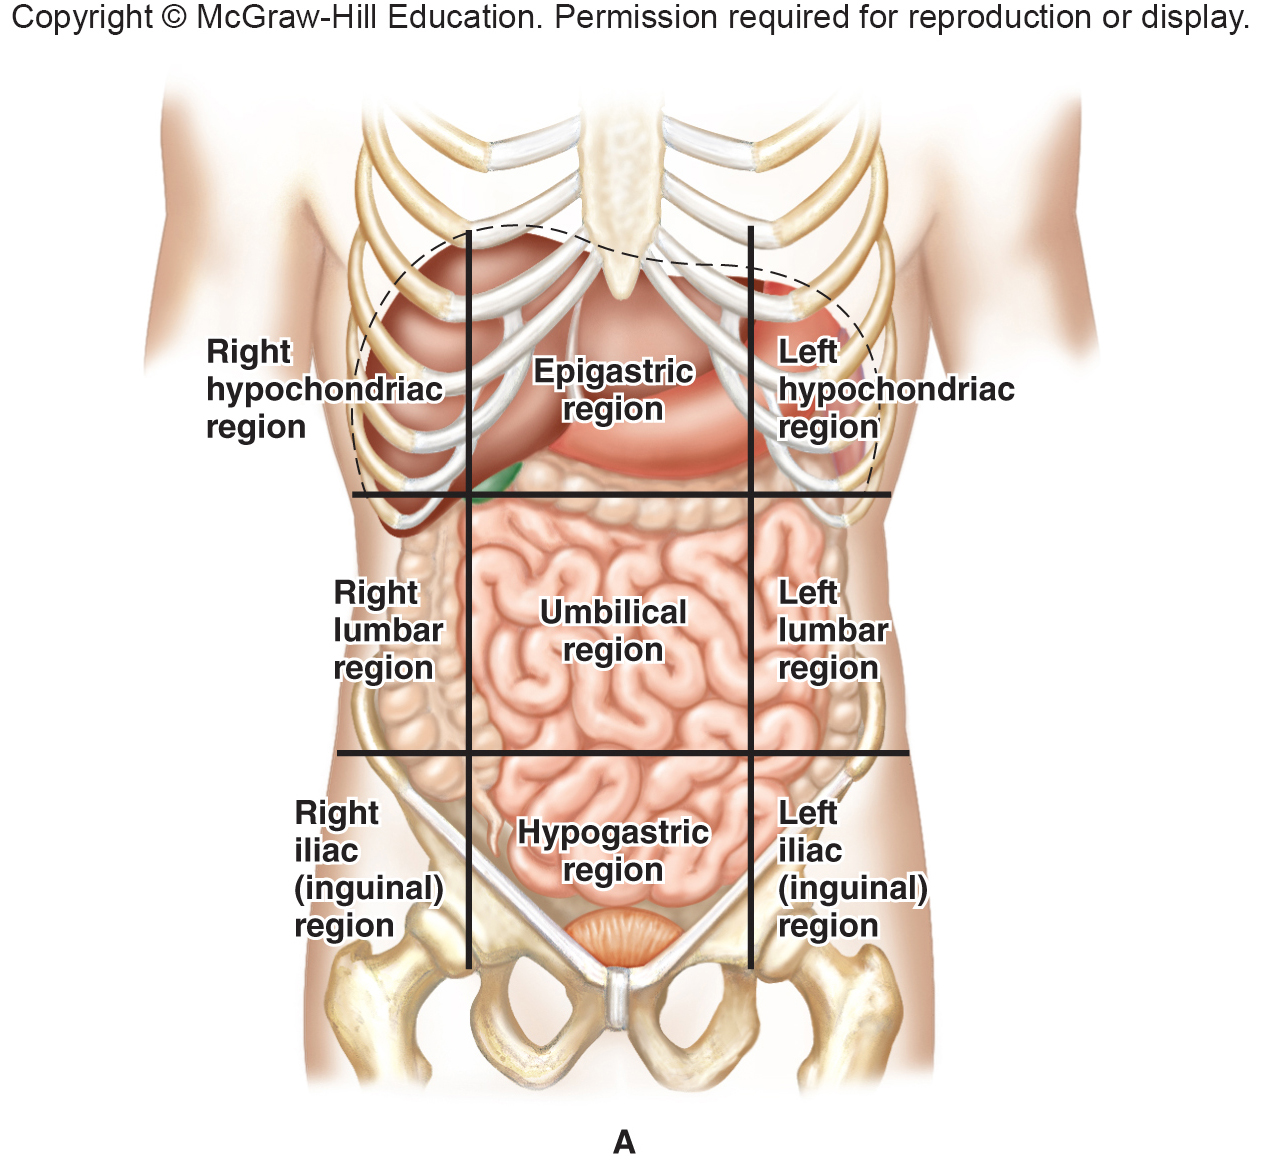 Copyright © McGraw-Hill Education. Permission required for reproduction or display.
Right
hypochondriac
region
Epigastric
region
Left
hypochondriac
region
Right
lumbar
region
Umbilical
region
Left
lumbar
region
Right
iliac
(inguinal)
region
Hypogastric
region
Left
iliac
(inguinal)
region
A